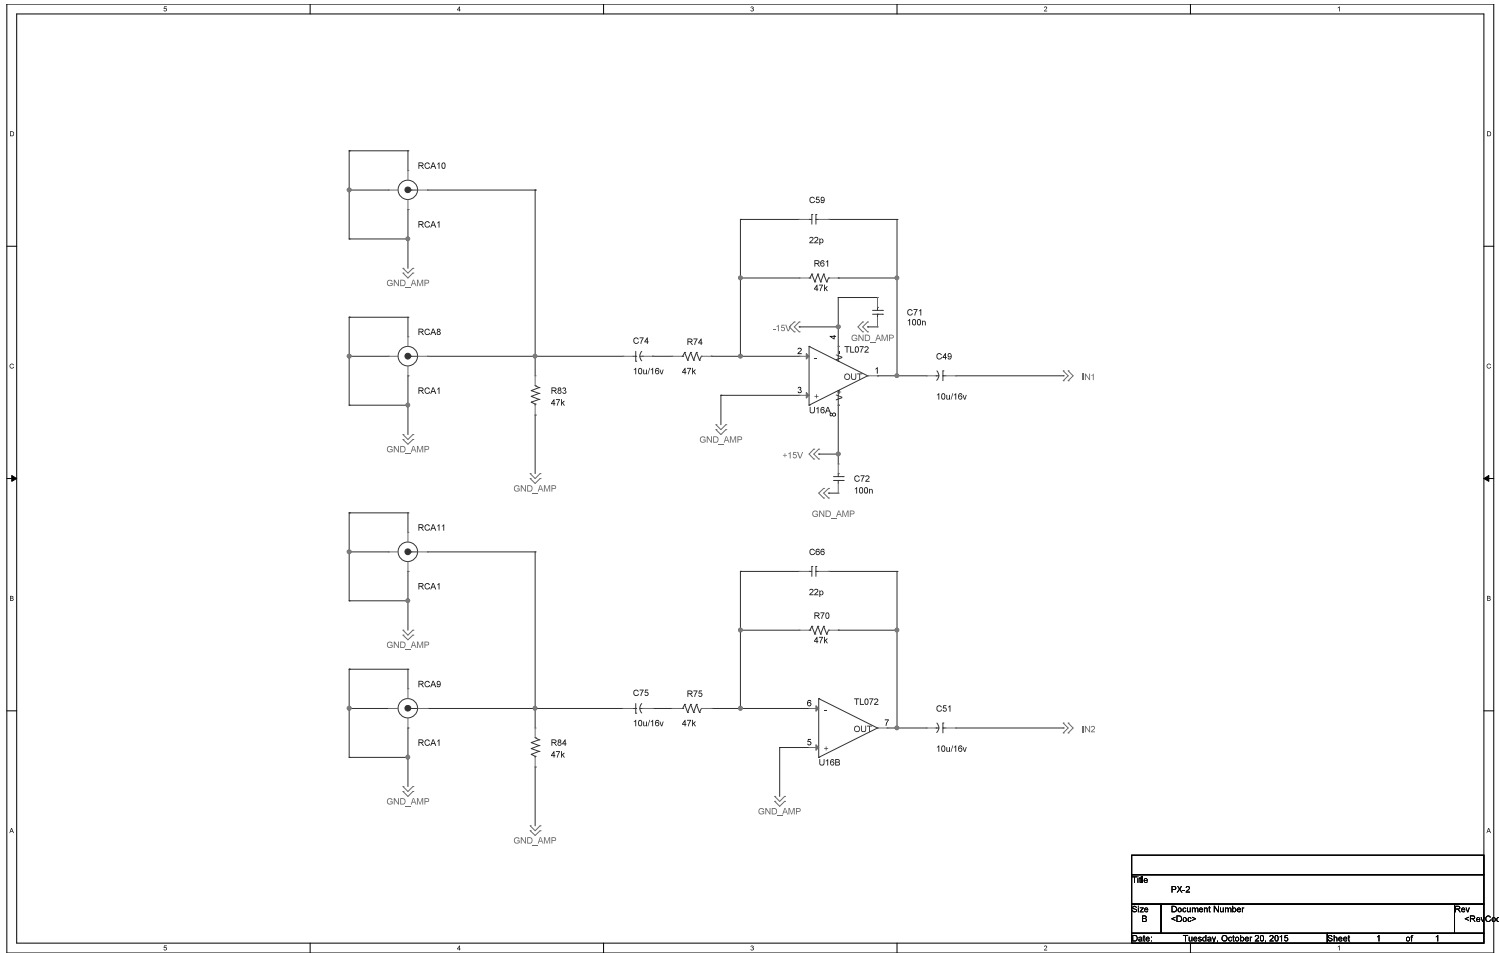 5 4 3 2 1
D D
C C
B B
A A
RCA10
RCA1
GND_AMP
RCA8
RCA1
GND_AMP
C74
10u/16v
R74
47k
R83
47k
GND_AMP
C59
22p
R61
47k
-15V
C71
100n
GND_AMP
4
TL072
2
-
OUT
1
3
+
U16A
8
GND_AMP
+15V
C72
100n
GND_AMP
C49
10u/16v
IN1
RCA11
RCA1
GND_AMP
RCA9
RCA1
GND_AMP
C75
10u/16v
R75
47k
R84
47k
GND_AMP
C66
22p
R70
47k
TL072
6
-
OUT
7
5
+
U16B
GND_AMP
C51
10u/16v
IN2
Title
PX-2
Size Document Number Rev
B <Doc>
Date: Tuesday, October 20, 2015 Sheet 1 of 1
5 4 3 2 1